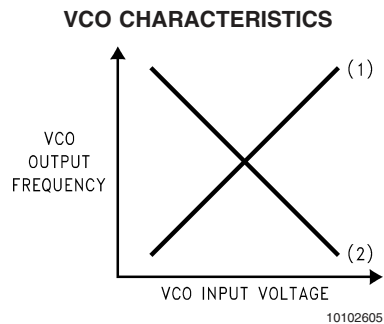 VCO CHARACTERISTICS
(1)
VCO
OUTPUT
FREQUENCY
(2)
VCO INPUT VOLTAGE
10102605